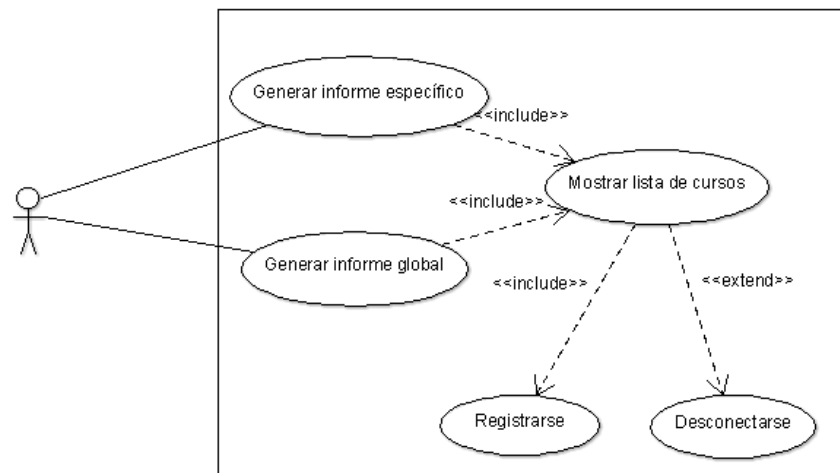 Generar informe específico
<<include>>
Mostrar lista de cursos
<<include>>
Generar informe global
<<include>>
<<extend>>
Registrarse
Desconectarse